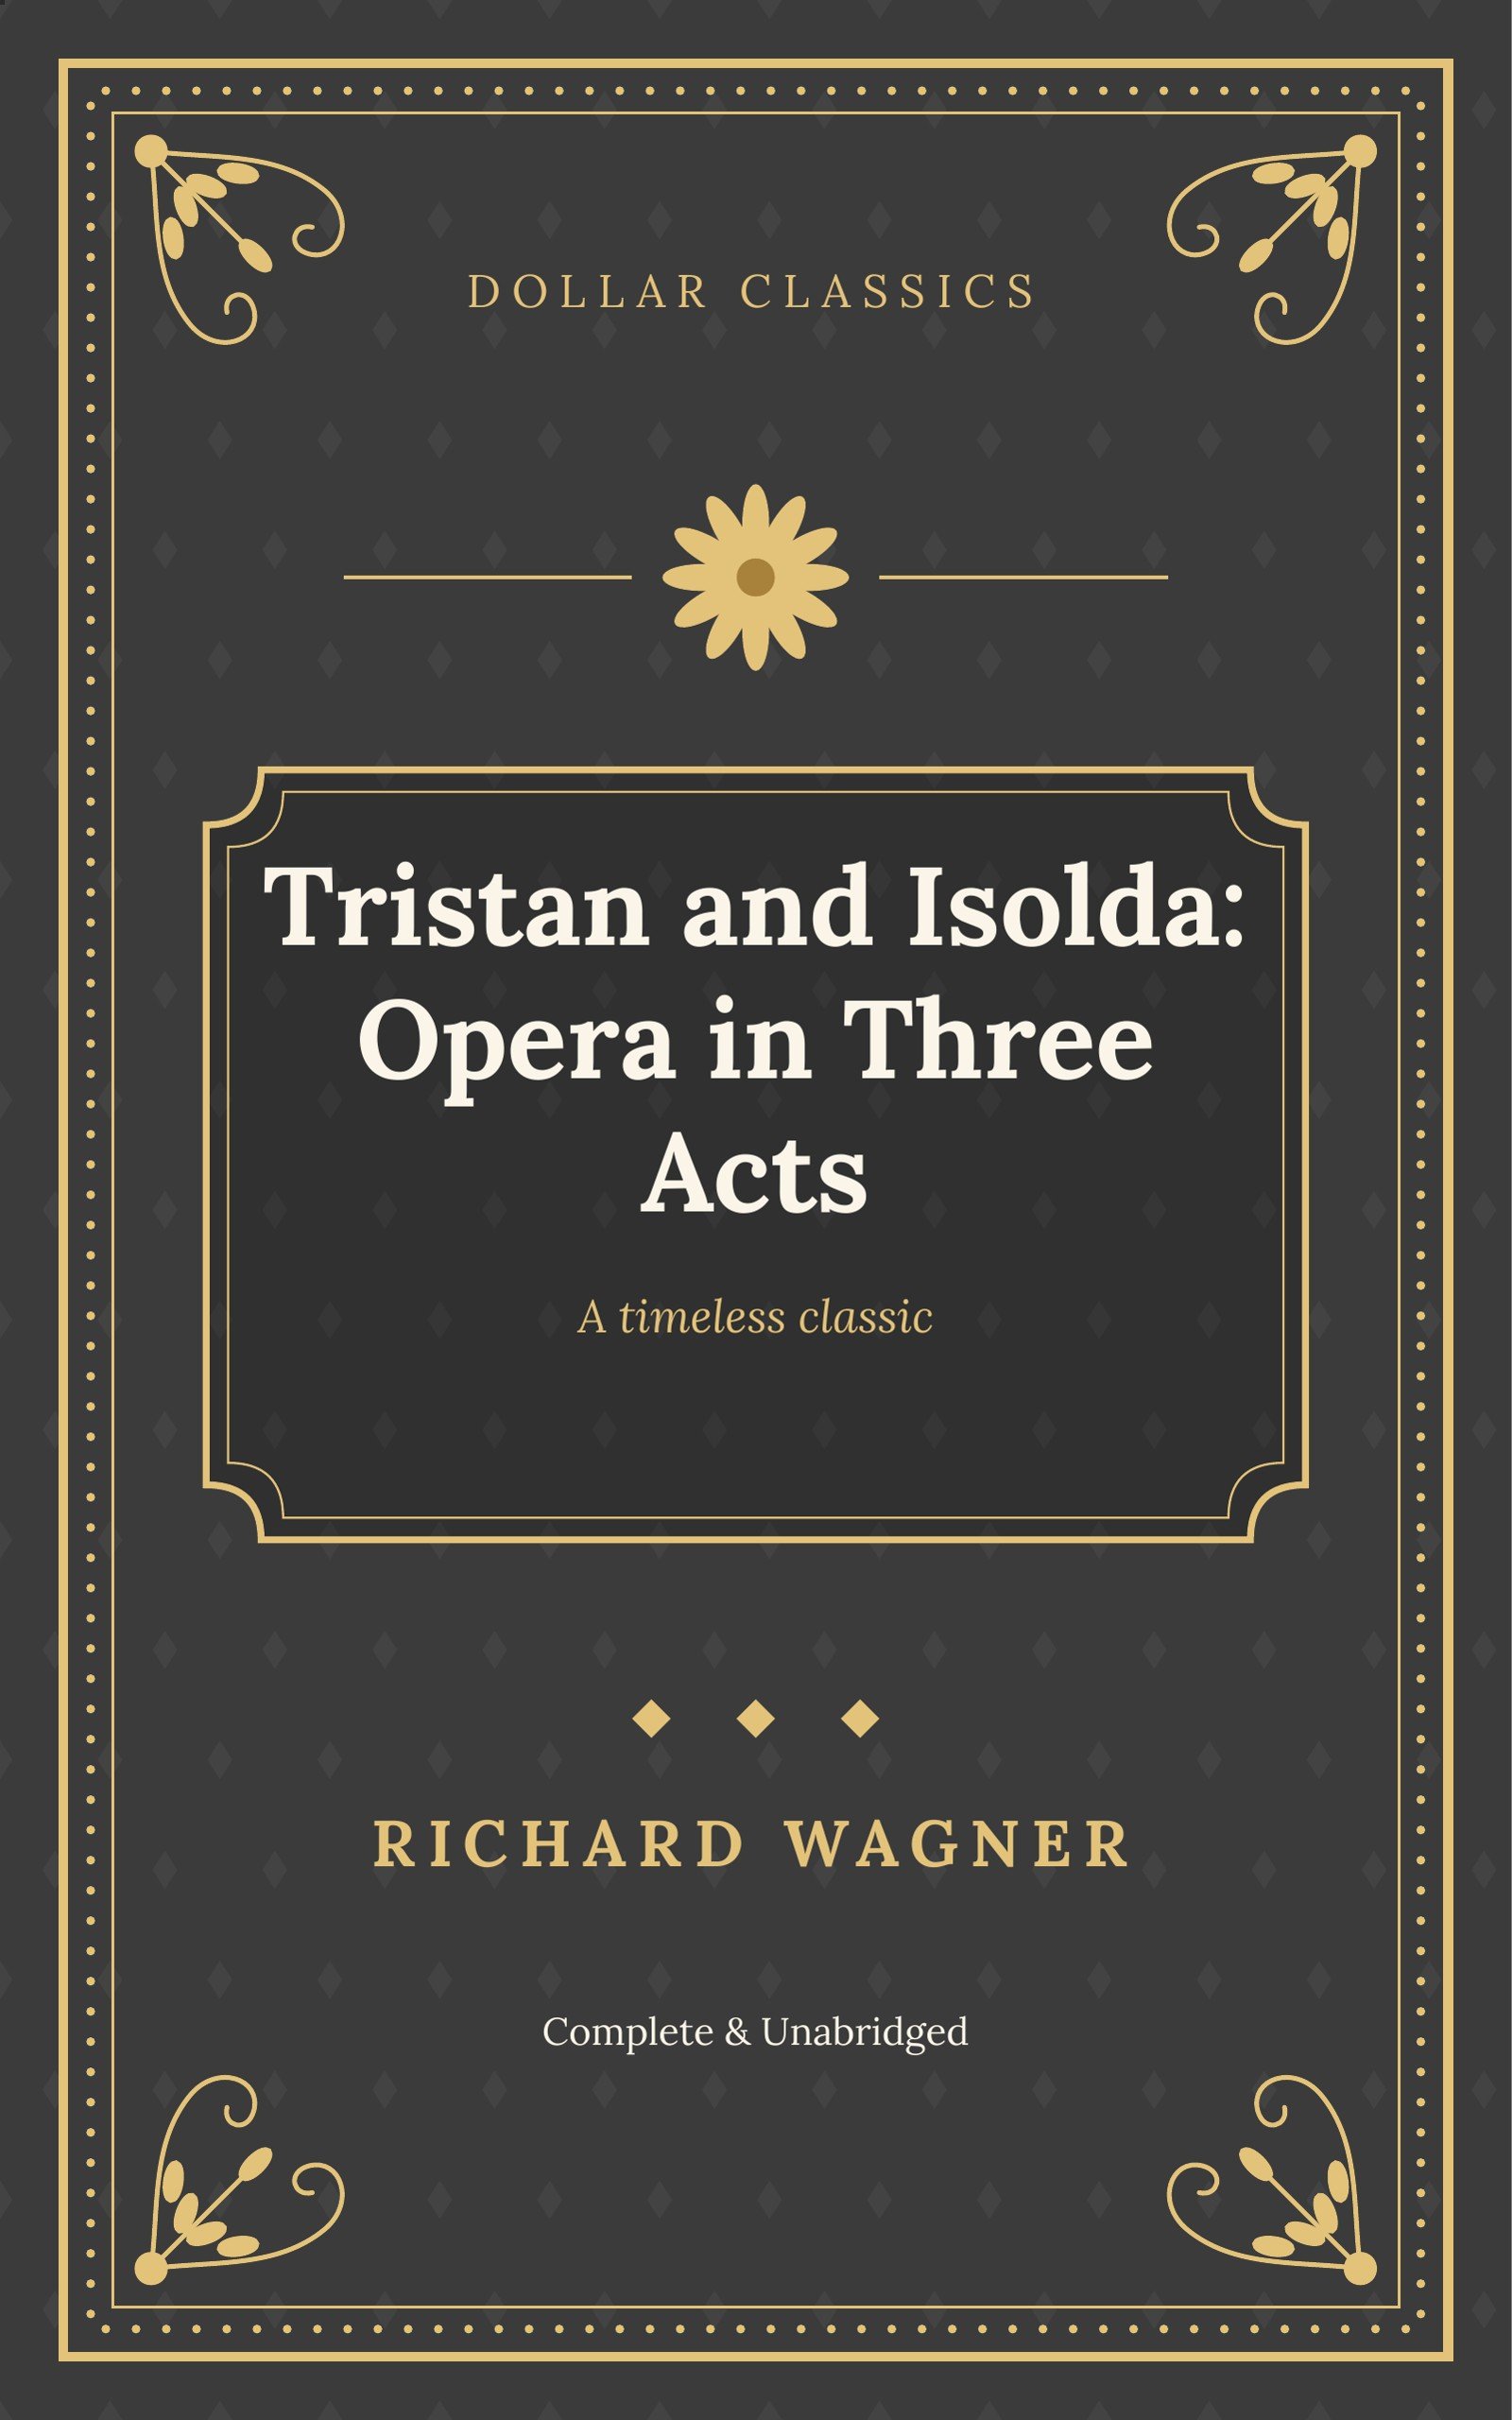 DOLLAR CLASSICS
Tristan and Isolda:
Opera in Three
Acts
A timeless classic
RICHARD WAGNER
Complete & Unabridged